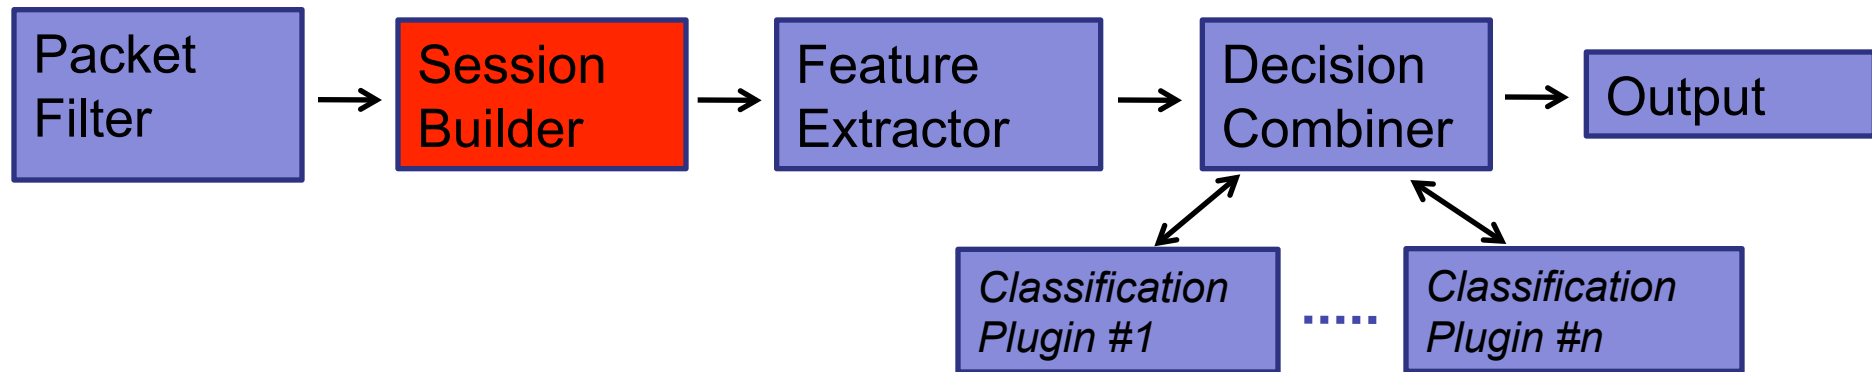 Packet
Filter
Session
Builder
Feature
Extractor
Decision
Combiner
Output
Classification
Plugin #1
Classification
Plugin #n